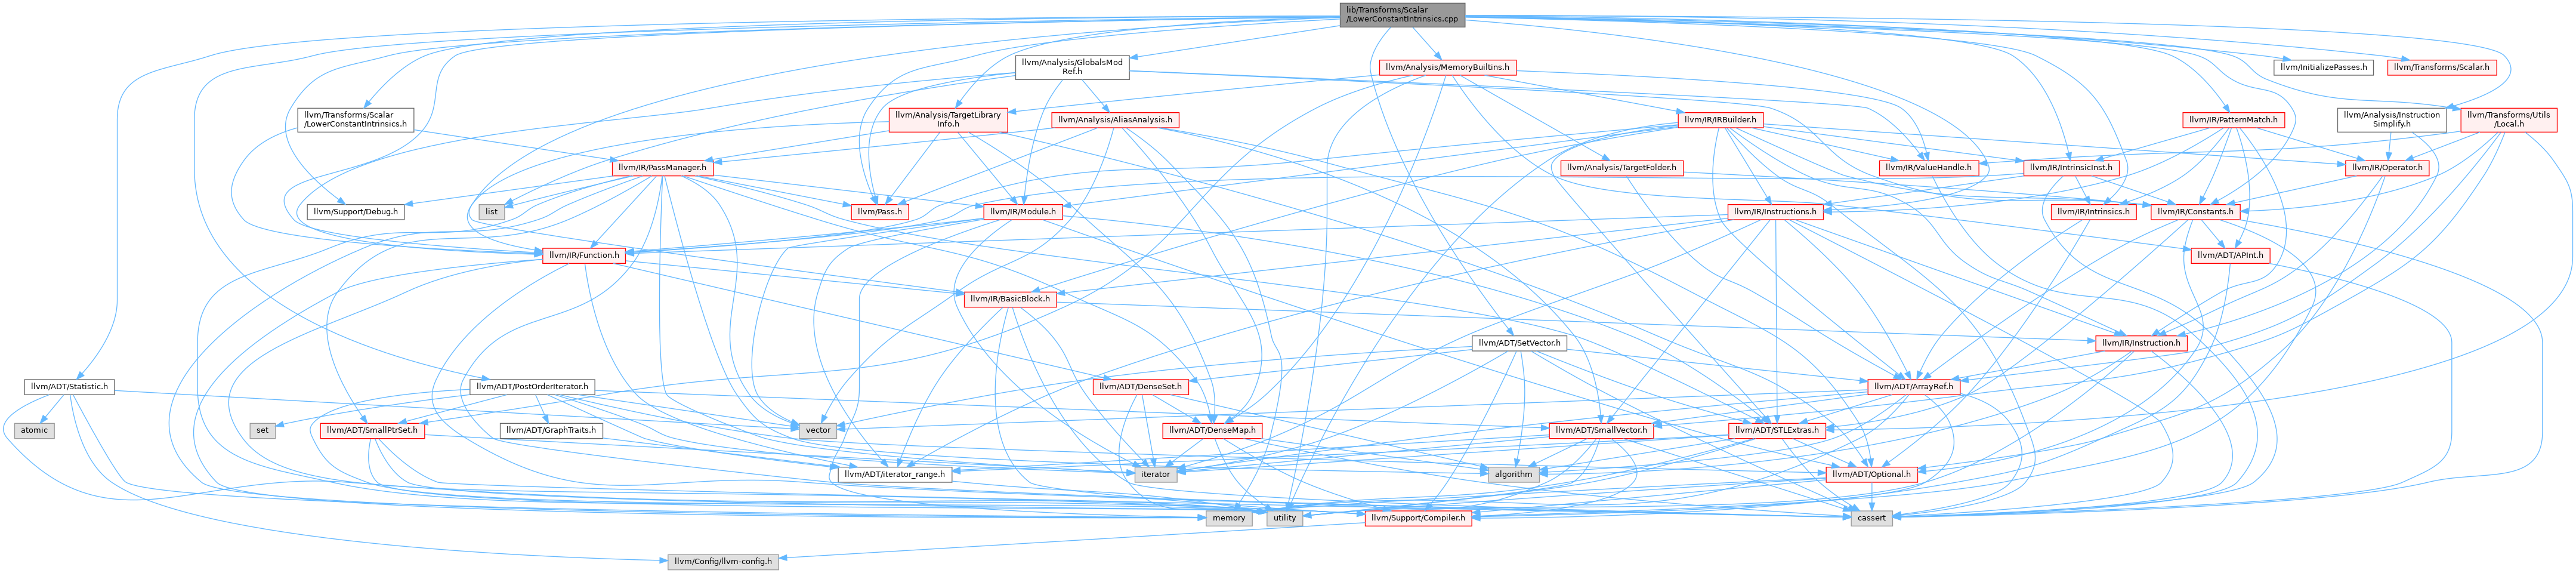 lib/Transforms/Scalar
/LowerConstantIntrinsics.cpp
llvm/Analysis/GlobalsMod
Ref.h
llvm/Analysis/MemoryBuiltins.h
llvm/InitializePasses.h
llvm/Transforms/Scalar.h
llvm/Transforms/Scalar
/LowerConstantIntrinsics.h
llvm/Analysis/TargetLibrary
Info.h
llvm/Analysis/AliasAnalysis.h
llvm/IR/IRBuilder.h
llvm/IR/PatternMatch.h
llvm/Analysis/Instruction
Simplify.h
llvm/Transforms/Utils
/Local.h
llvm/IR/PassManager.h
llvm/Analysis/TargetFolder.h
llvm/IR/ValueHandle.h
llvm/IR/IntrinsicInst.h
llvm/IR/Operator.h
llvm/Support/Debug.h
list
llvm/Pass.h
llvm/IR/Module.h
llvm/IR/Instructions.h
llvm/IR/Intrinsics.h
llvm/IR/Constants.h
llvm/IR/Function.h
llvm/ADT/APInt.h
llvm/IR/BasicBlock.h
llvm/ADT/SetVector.h
llvm/IR/Instruction.h
llvm/ADT/Statistic.h
llvm/ADT/PostOrderIterator.h
llvm/ADT/DenseSet.h
llvm/ADT/ArrayRef.h
atomic
set
llvm/ADT/SmallPtrSet.h
llvm/ADT/GraphTraits.h
vector
llvm/ADT/DenseMap.h
llvm/ADT/SmallVector.h
llvm/ADT/STLExtras.h
llvm/ADT/iterator_range.h
iterator
algorithm
llvm/ADT/Optional.h
memory
utility
llvm/Support/Compiler.h
cassert
llvm/Config/llvm-config.h